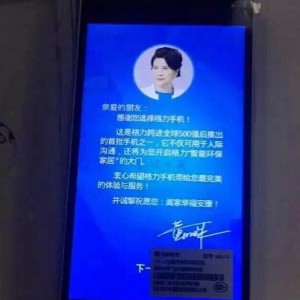 亲爱的朋友：
感谢您选择格力手机！
这是格力跨进全球500强后推出
的首批手机之一，它不仅可用于人际
沟通，还将为您开启格力“智能环保
家居”的大门。
衷心希望格力手机带给您最完美
的体验与服务！
并诚挚祝愿您：阖家幸福安康！
下一